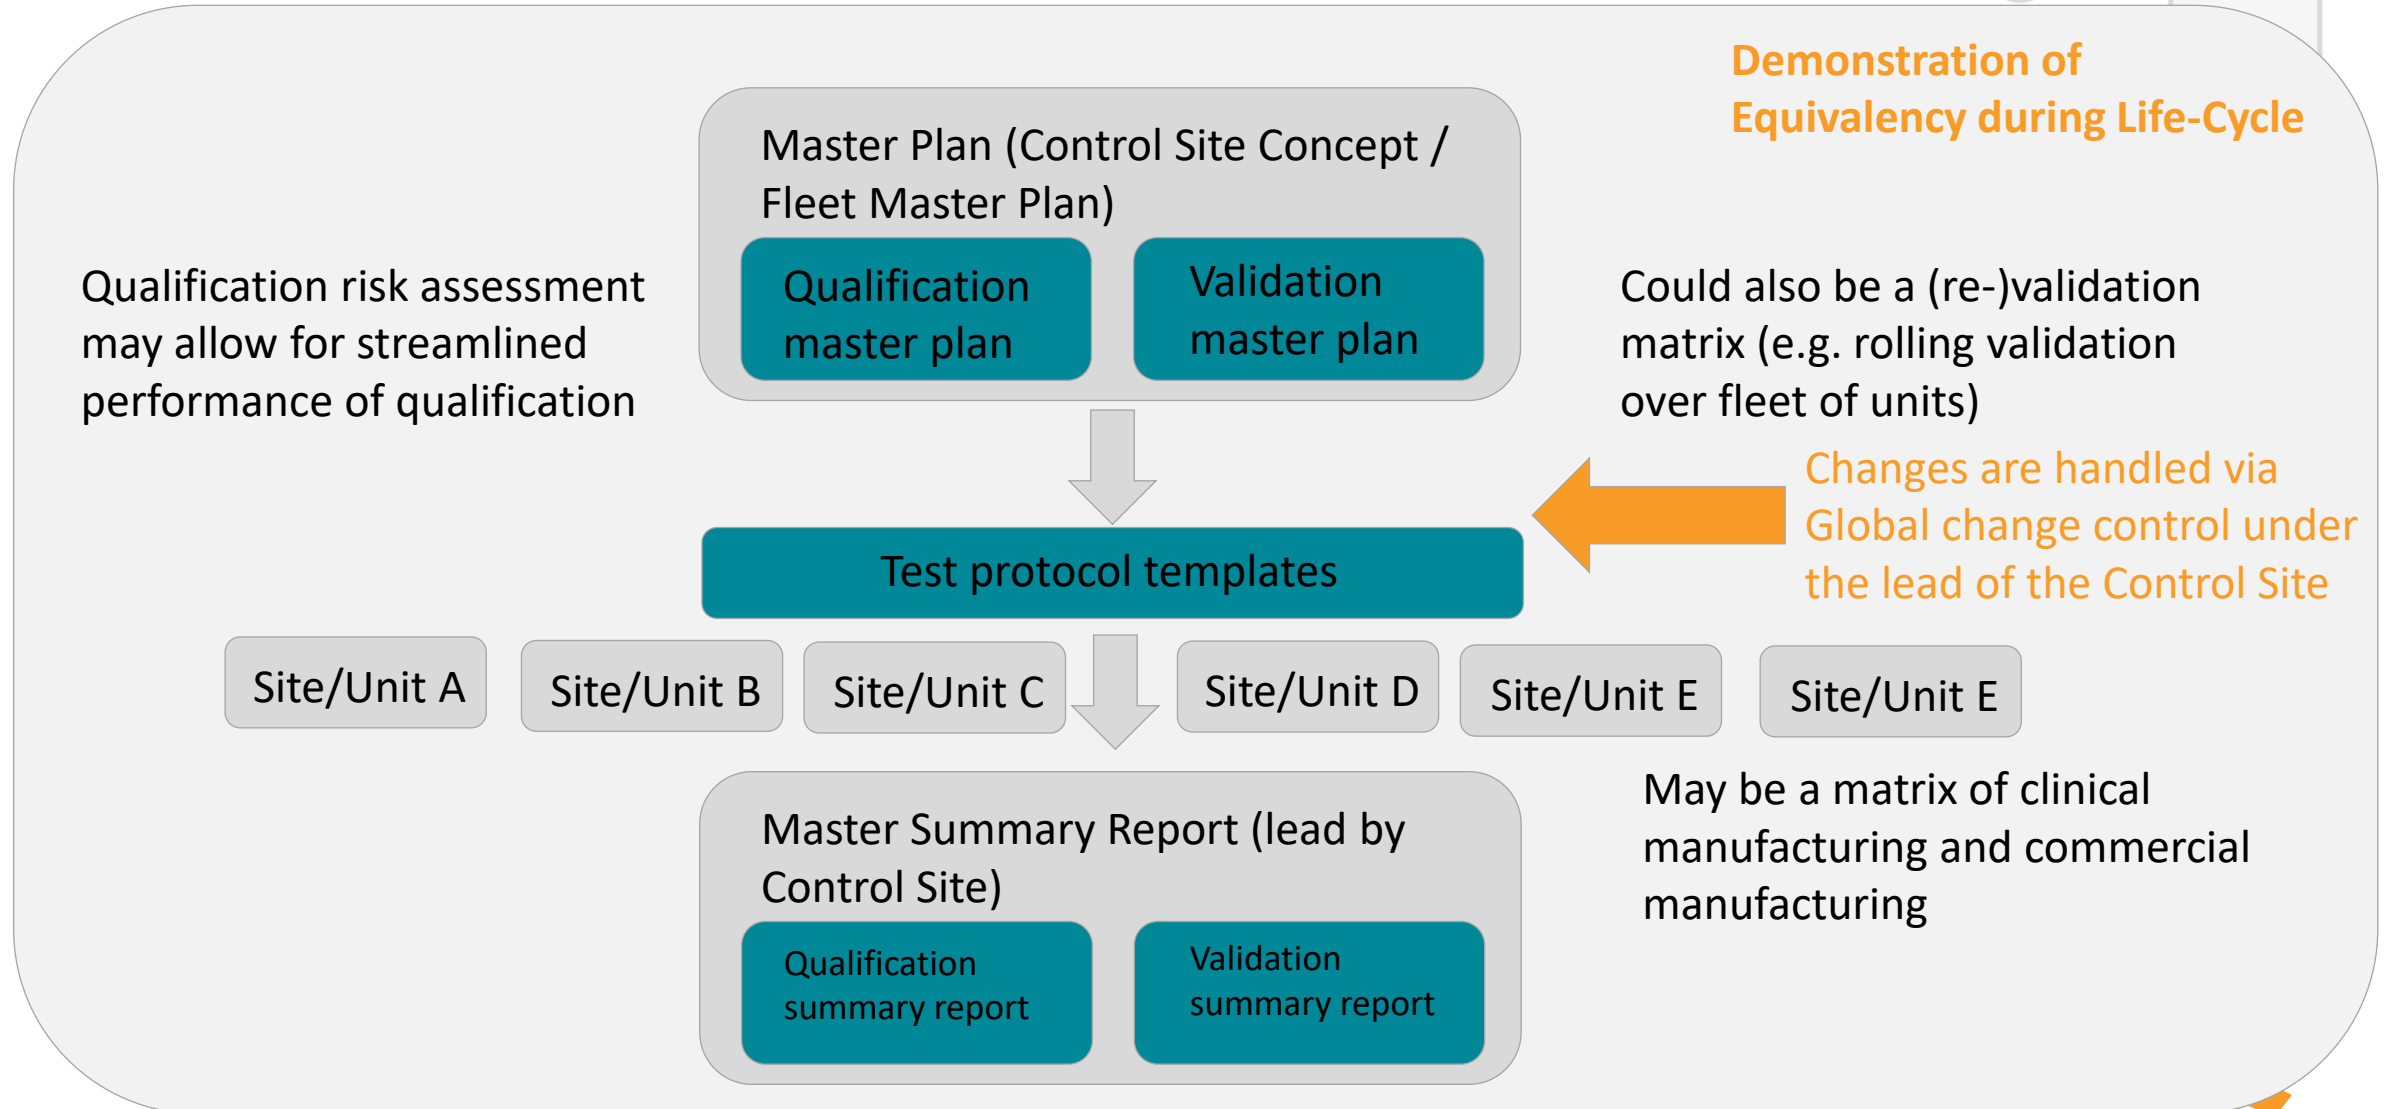 Demonstration of
Equivalency during Life-Cycle
Master Plan (Control Site Concept /
Fleet Master Plan)
Qualification
master plan
Validation
master plan
Qualification risk assessment
may allow for streamlined
performance of qualification
Could also be a (re-)validation
matrix (e.g. rolling validation
over fleet of units)
Changes are handled via
Global change control under
the lead of the Control Site
Test protocol templates
Site/Unit A
Site/Unit B
Site/Unit C
Site/Unit D
Site/Unit E
Site/Unit E
Master Summary Report (lead by
Control Site)
Qualification
summary report
Validation
summary report
May be a matrix of clinical
manufacturing and commercial
manufacturing